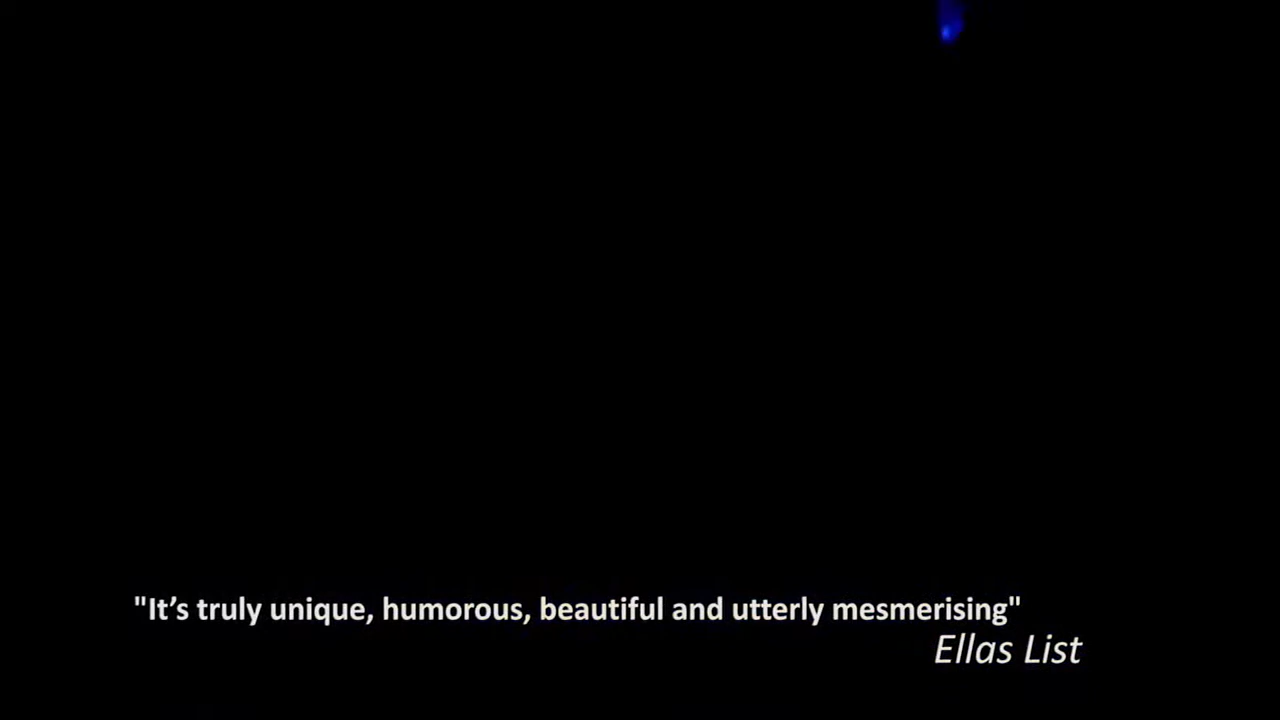 "It’s truly unique, humorous, beautiful and utterly mesmerising"
Ellas List